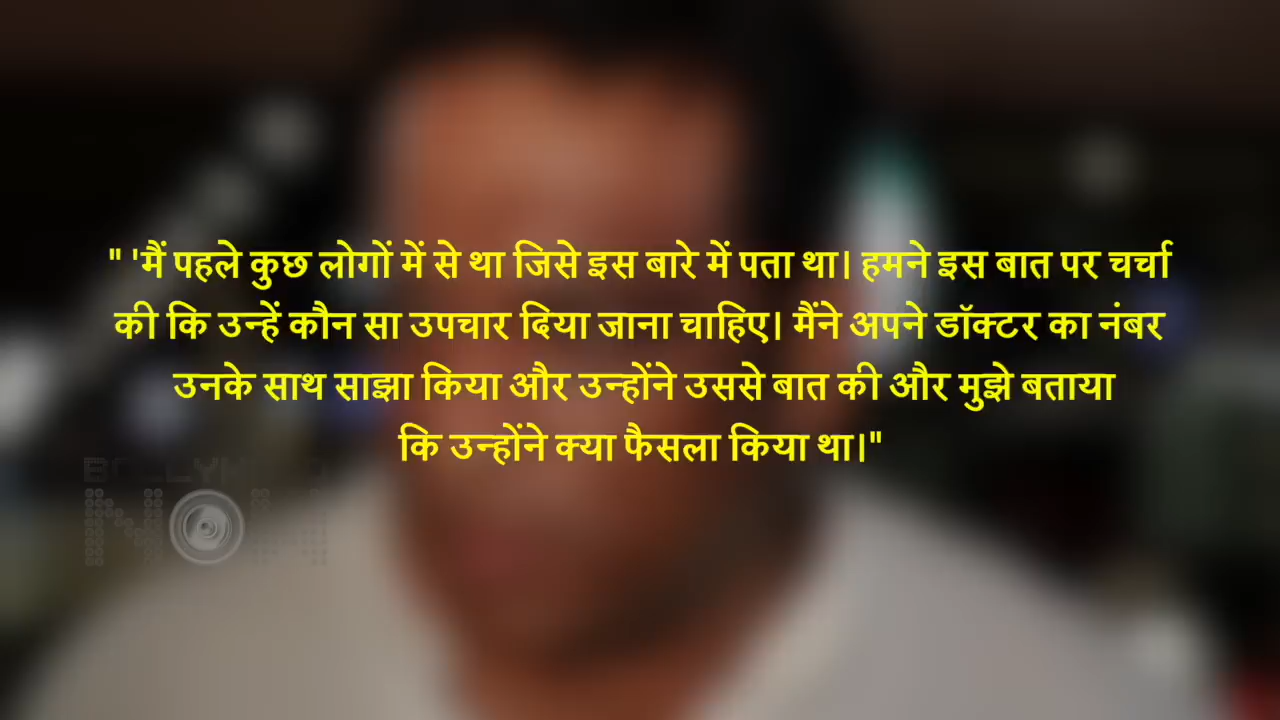 " 'मैं पहले कुछ लोगों में से था जिसे इस बारे में पता था। हमने इस बात पर चर्चा
की कि उन्हें कौन सा उपचार दिया जाना चाहिए। मैंने अपने डॉक्टर का नंबर
उनके साथ साझा किया और उन्होंने उससे बात की और मुझे बताया
कि उन्होंने क्या फैसला किया था।"